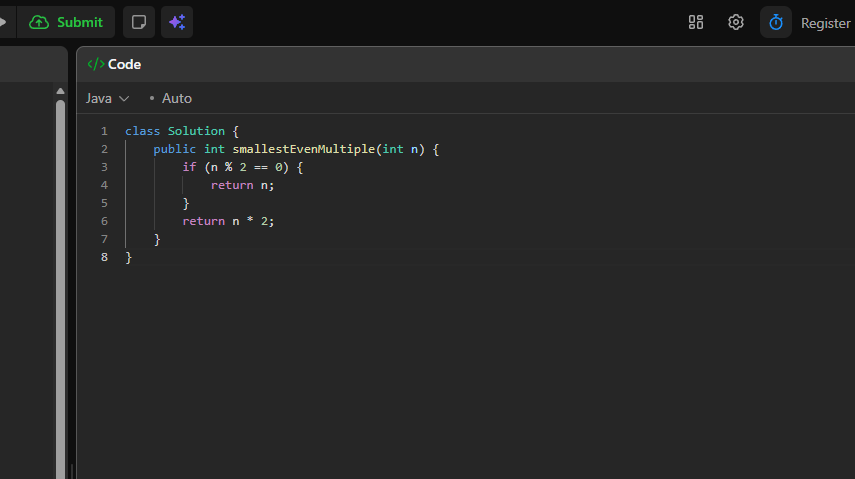 Submit
Register
</> Code
Java • Auto
1 class Solution {
2     public int smallestEvenMultiple(int n) {
3         if (n % 2 == 0) {
4             return n;
5         }
6         return n * 2;
7     }
8 }